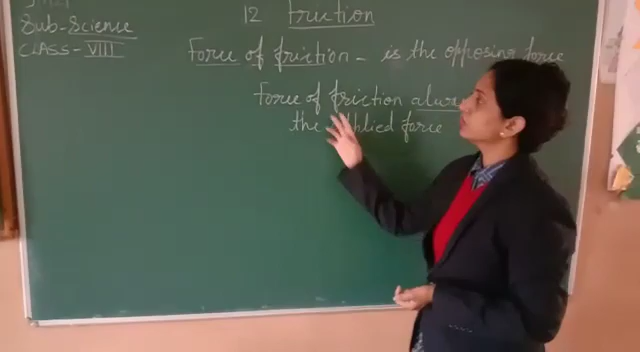 12 Friction
Sub-Science
CLASS-VIII
Force of friction - is the opposing force
Force of friction
the applied force